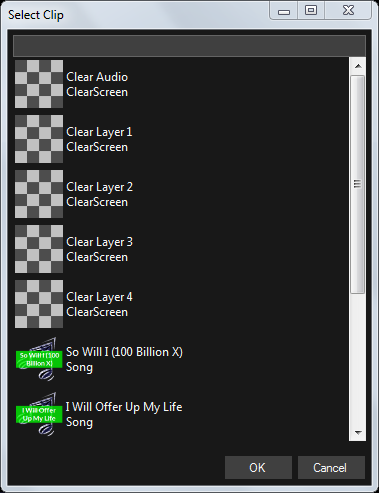 Select Clip
Clear Audio
ClearScreen
Clear Layer 1
ClearScreen
Clear Layer 2
ClearScreen
Clear Layer 3
ClearScreen
Clear Layer 4
ClearScreen
So Will I (100
Billion X)
So Will I (100 Billion X)
Song
I Will Offer
Up My Life
I Will Offer Up My Life
Song
OK
Cancel